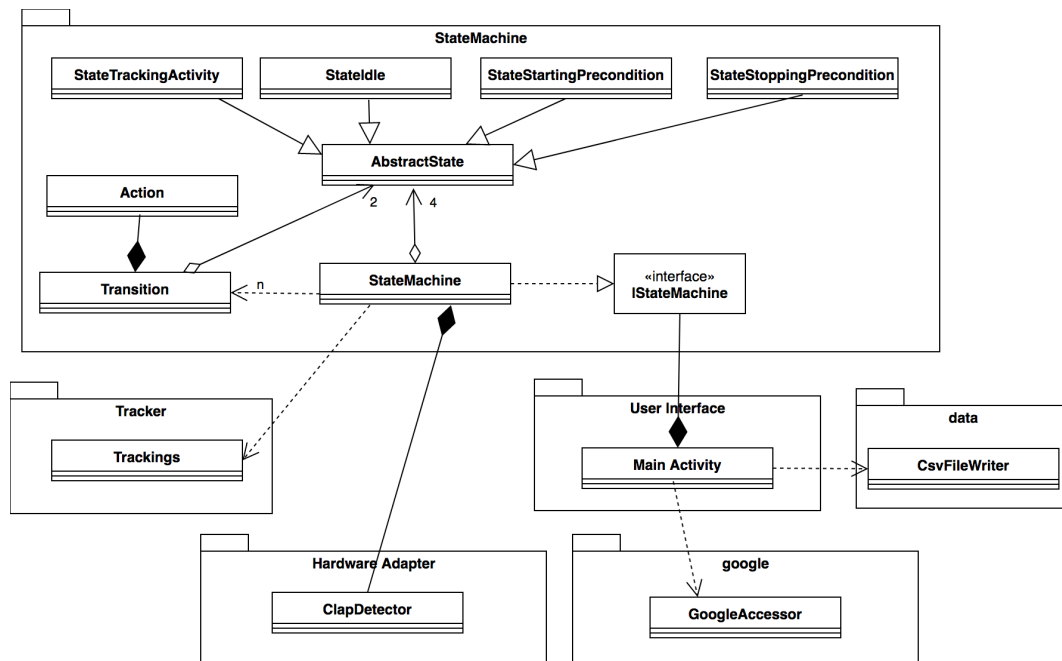 StateMachine
StateTrackingActivity
StateIdle
StateStartingPrecondition
StateStoppingPrecondition
AbstractState
Action
2
4
Transition
n
StateMachine
«interface»
IStateMachine
Tracker
Trackings
User Interface
Main Activity
data
CsvFileWriter
Hardware Adapter
ClapDetector
google
GoogleAccessor